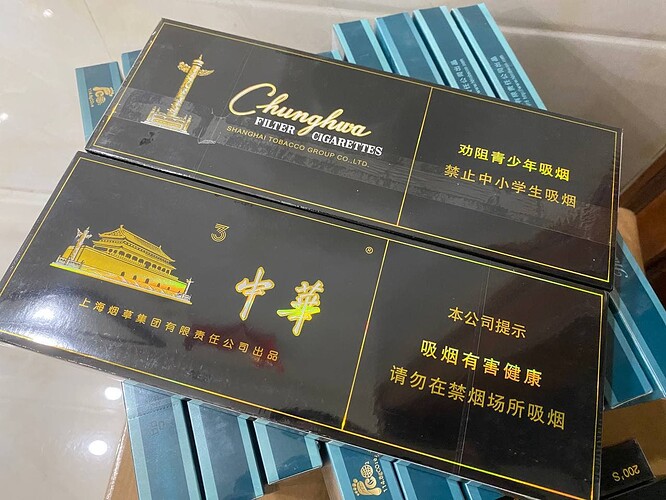 Chunghwa
FILTER CIGARETTES
SHANGHAI TOBACCO GROUP CO.,LTD.
劝阻青少年吸烟
禁止中小学生吸烟
3
®
中華
上海烟草集团有限责任公司出品
本公司提示
吸烟有害健康
请勿在禁烟场所吸烟
200'S